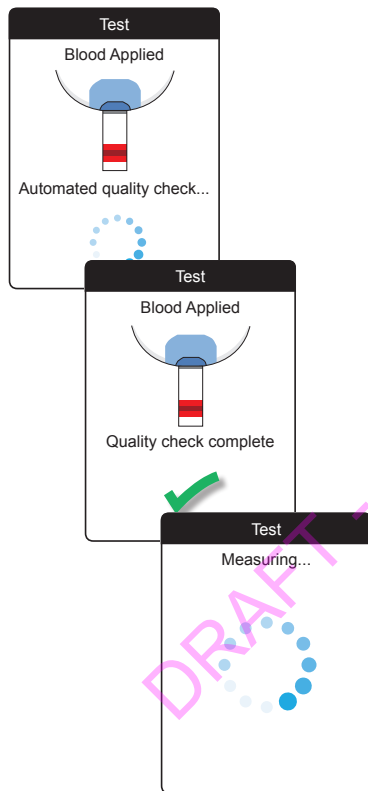 Test
Blood Applied
Automated quality check...
Test
Blood Applied
Quality check complete
Test
Measuring...
DRAFT